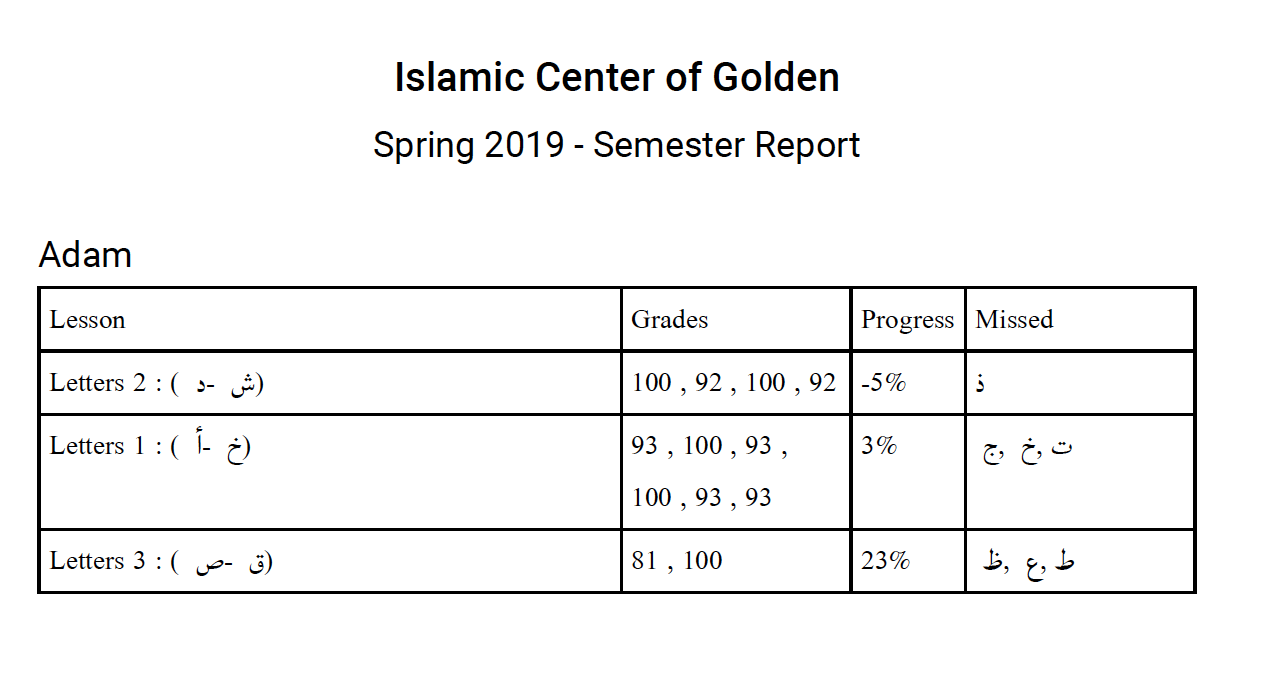 Islamic Center of Golden
Spring 2019 - Semester Report
Adam
Lesson Grades Progress Missed
Letters 2 : ( د- ش) 100 , 92 , 100 , 92 -5% ذ
Letters 1 : ( أ- خ) 93 , 100 , 93 , 3% ج, خ, ت
100 , 93 , 93
Letters 3 : ( ص- ق) 81 , 100 23% ظ, ع, ط